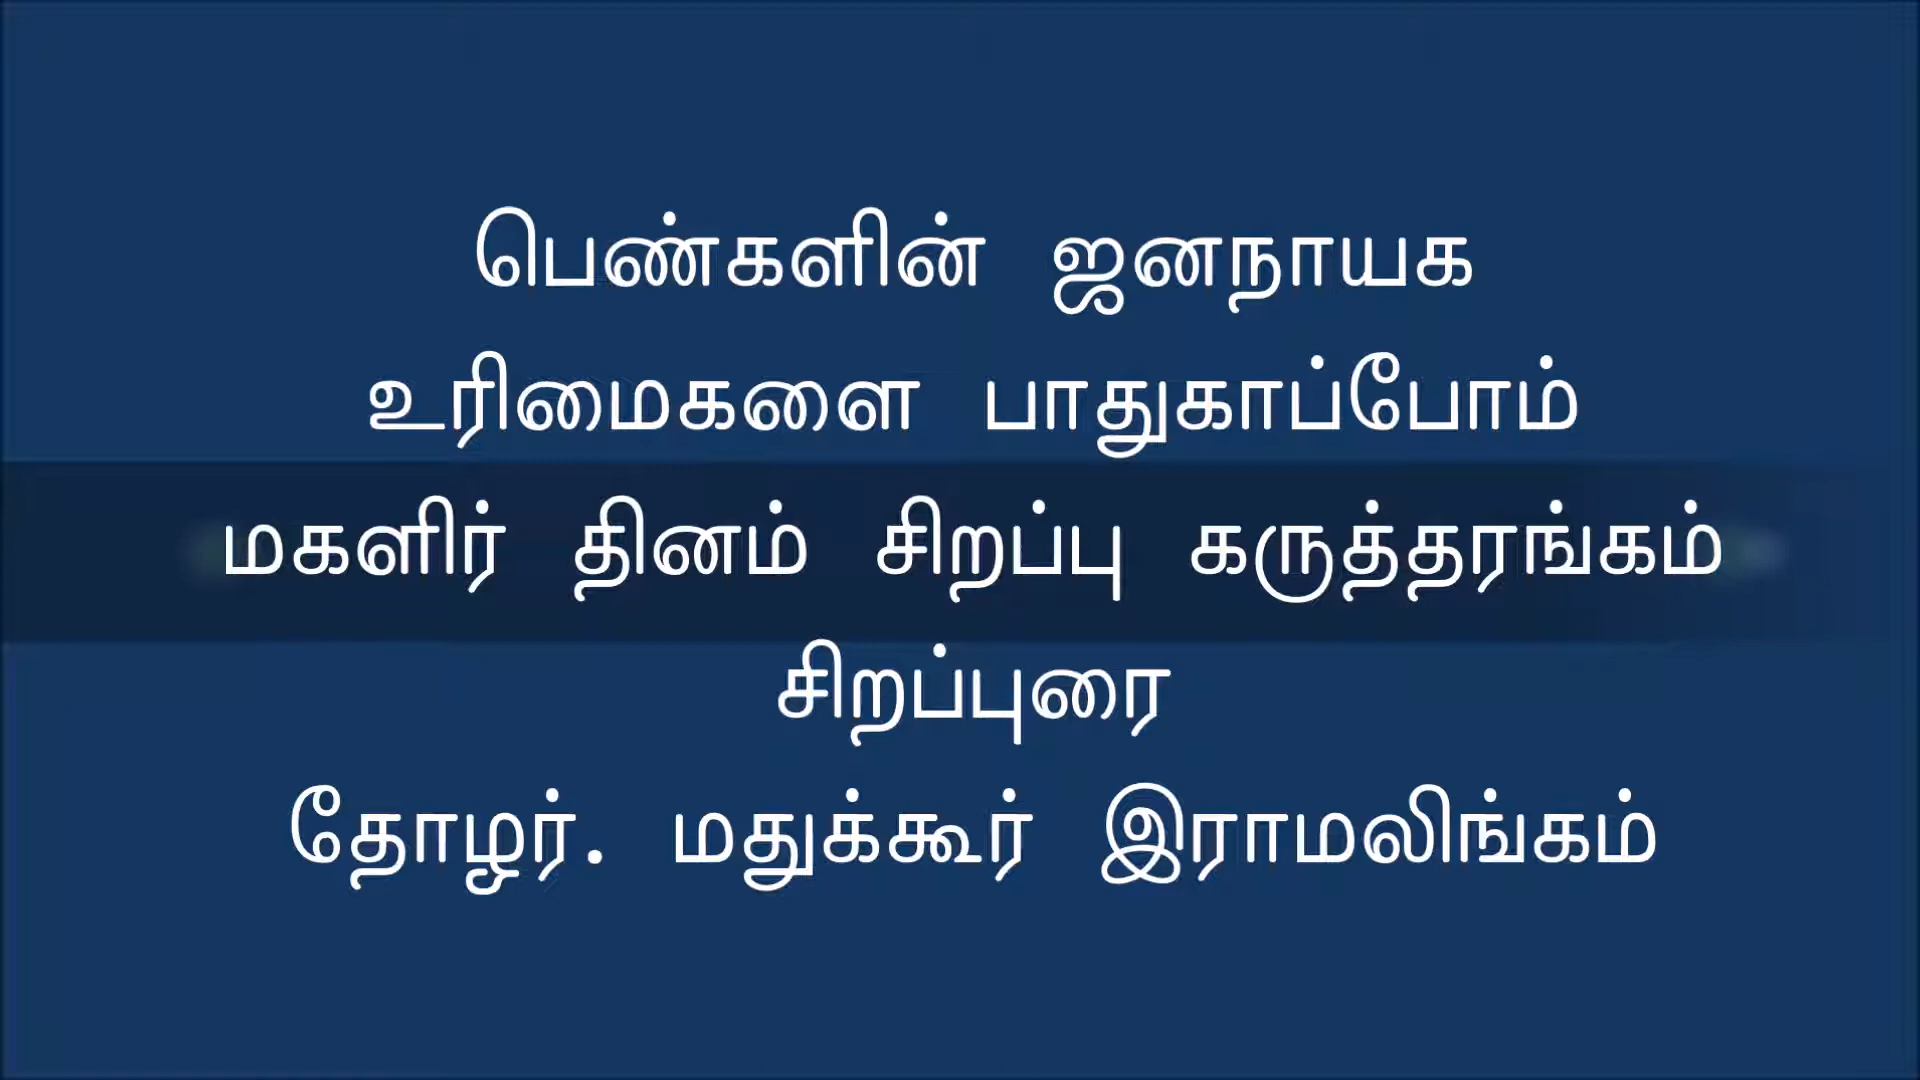 பெண்களின் ஜனநாயக
உரிமைகளை பாதுகாப்போம்
மகளிர் தினம் சிறப்பு கருத்தரங்கம்
சிறப்புரை
தோழர். மதுக்கூர் இராமலிங்கம்